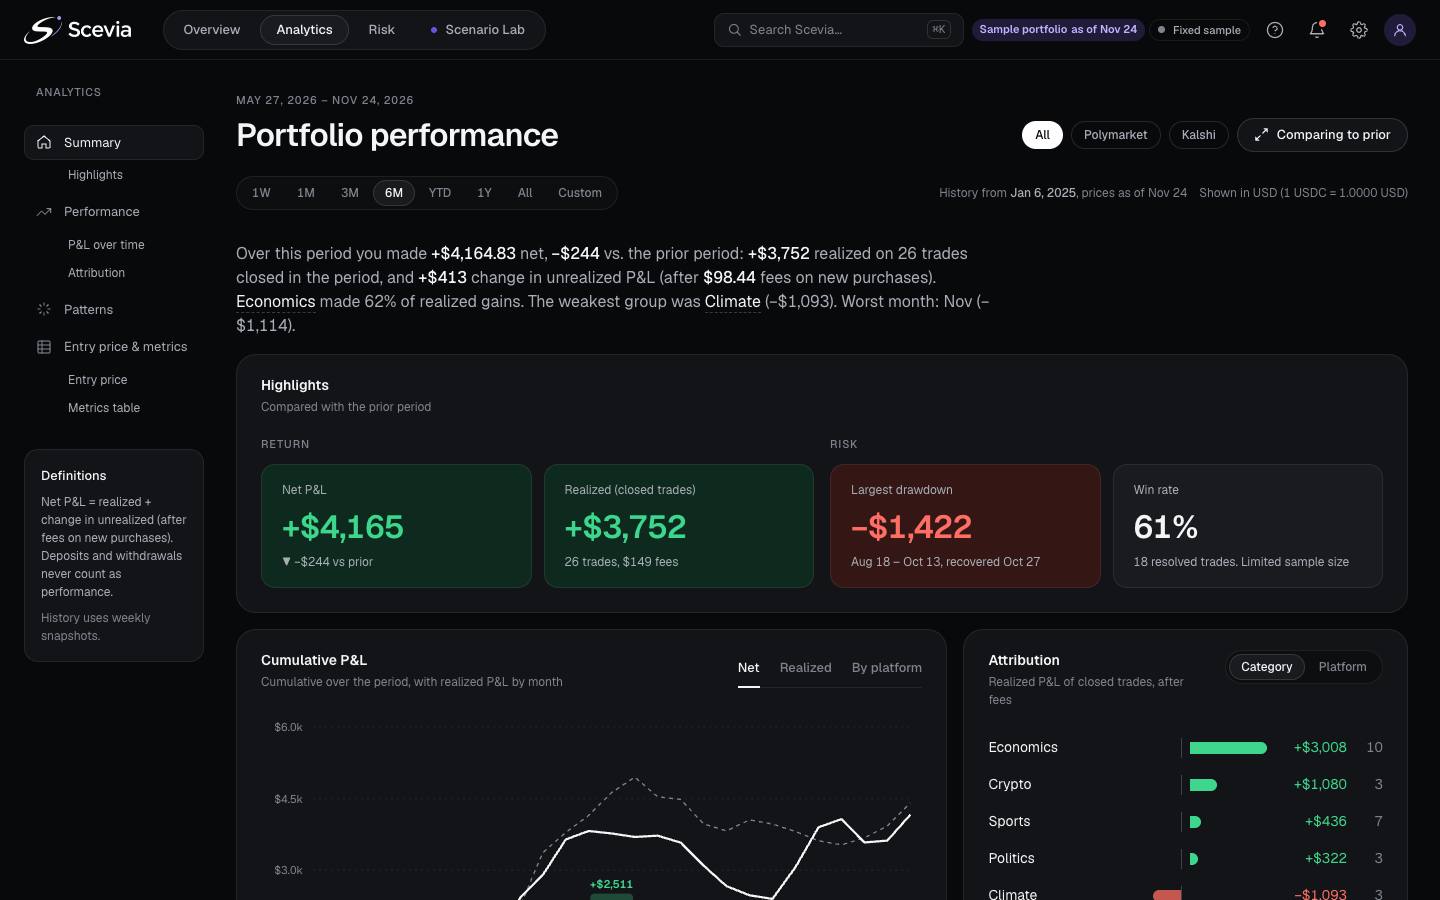 Scevia
Overview Analytics Risk Scenario Lab
Search Scevia... ⌘K
Sample portfolio as of Nov 24
Fixed sample
ANALYTICS
Summary
Highlights
Performance
P&L over time
Attribution
Patterns
Entry price & metrics
Entry price
Metrics table
Definitions
Net P&L = realized +
change in unrealized (after
fees on new purchases).
Deposits and withdrawals
never count as
performance.
History uses weekly
snapshots.
MAY 27, 2026 – NOV 24, 2026
Portfolio performance
All Polymarket Kalshi Comparing to prior
1W 1M 3M 6M YTD 1Y All Custom
History from Jan 6, 2025, prices as of Nov 24 Shown in USD (1 USDC = 1.0000 USD)
Over this period you made +$4,164.83 net, −$244 vs. the prior period: +$3,752 realized on 26 trades
closed in the period, and +$413 change in unrealized P&L (after $98.44 fees on new purchases).
Economics made 62% of realized gains. The weakest group was Climate (−$1,093). Worst month: Nov (−
$1,114).
Highlights
Compared with the prior period
RETURN
RISK
Net P&L
+$4,165
▼ −$244 vs prior
Realized (closed trades)
+$3,752
26 trades, $149 fees
Largest drawdown
−$1,422
Aug 18 – Oct 13, recovered Oct 27
Win rate
61%
18 resolved trades. Limited sample size
Cumulative P&L
Cumulative over the period, with realized P&L by month
Net Realized By platform
$6.0k
$4.5k
$3.0k
+$2,511
Attribution
Realized P&L of closed trades, after
fees
Category Platform
Economics +$3,008 10
Crypto +$1,080 3
Sports +$436 7
Politics +$322 3
Climate −$1,093 3